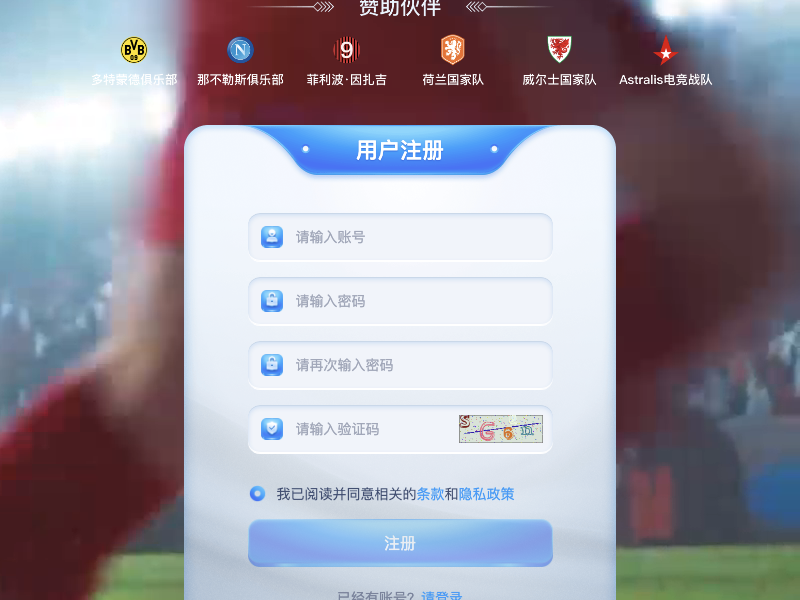 赞助伙伴
BVB 09 N 9
多特蒙德俱乐部 那不勒斯俱乐部 菲利波·因扎吉 荷兰国家队 威尔士国家队 Astralis电竞战队
用户注册
请输入账号
请输入密码
请再次输入密码
请输入验证码
我已阅读并同意相关的条款和隐私政策
注册
已经有账号? 请登录